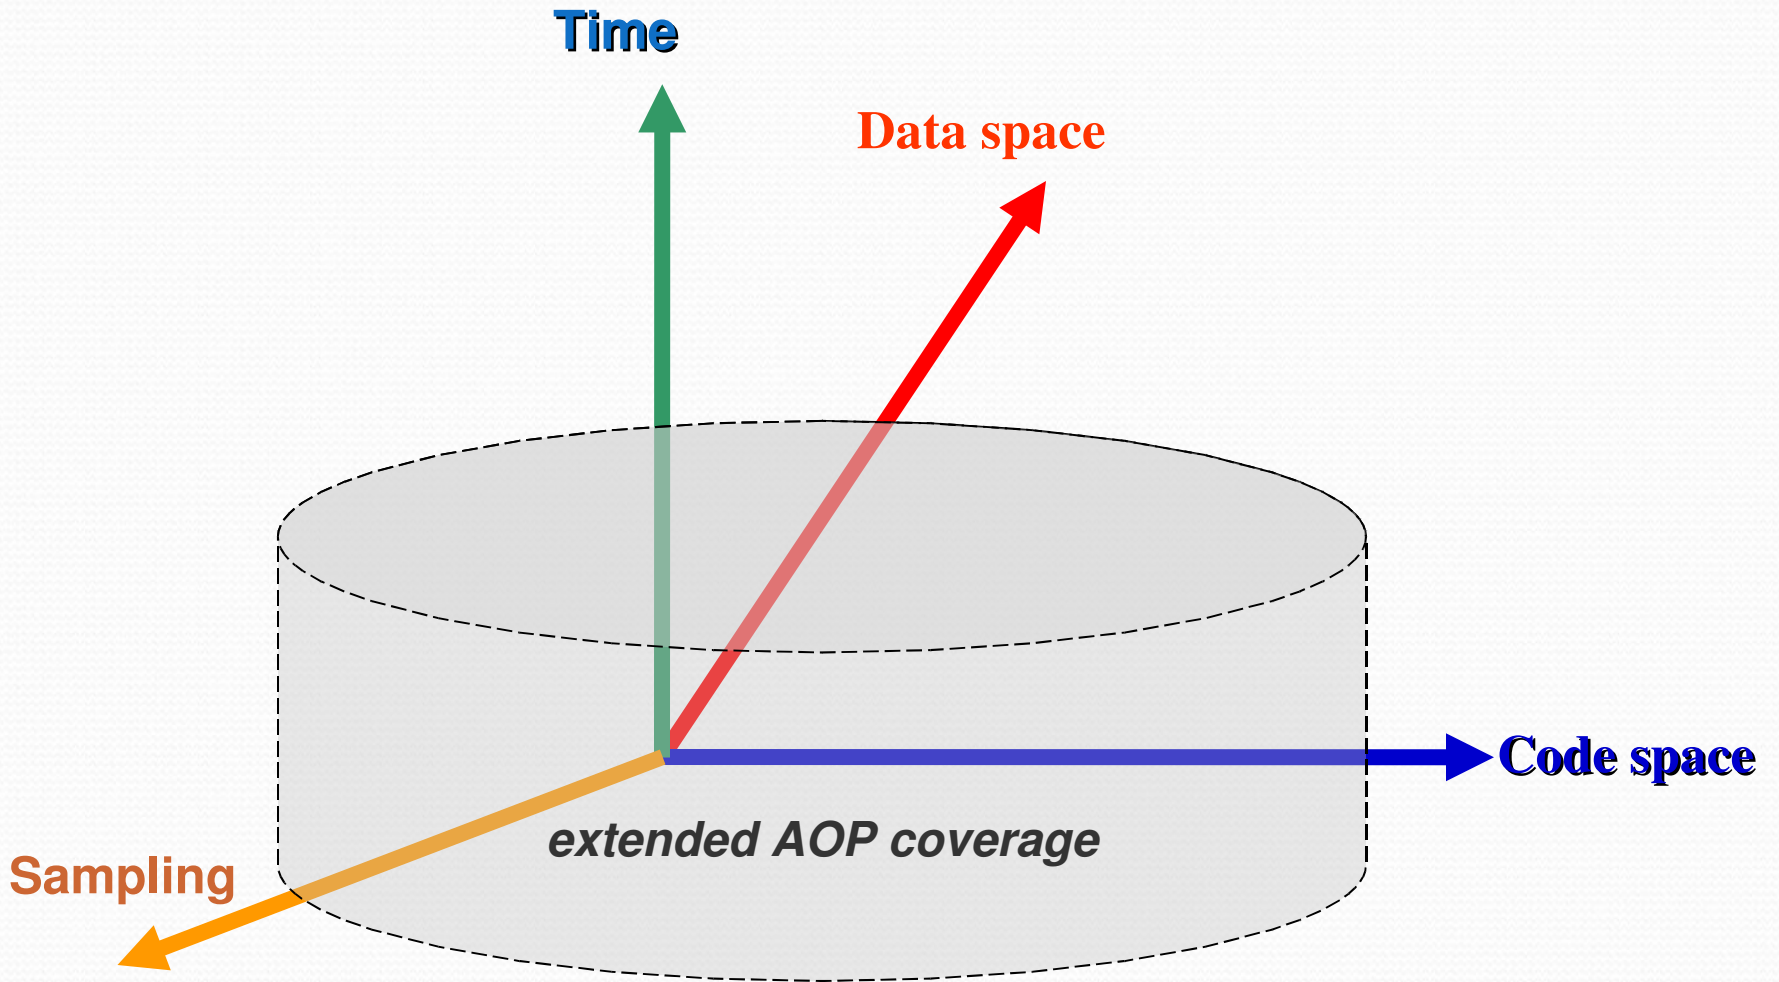 Time
Data space
Code space
extended AOP coverage
Sampling